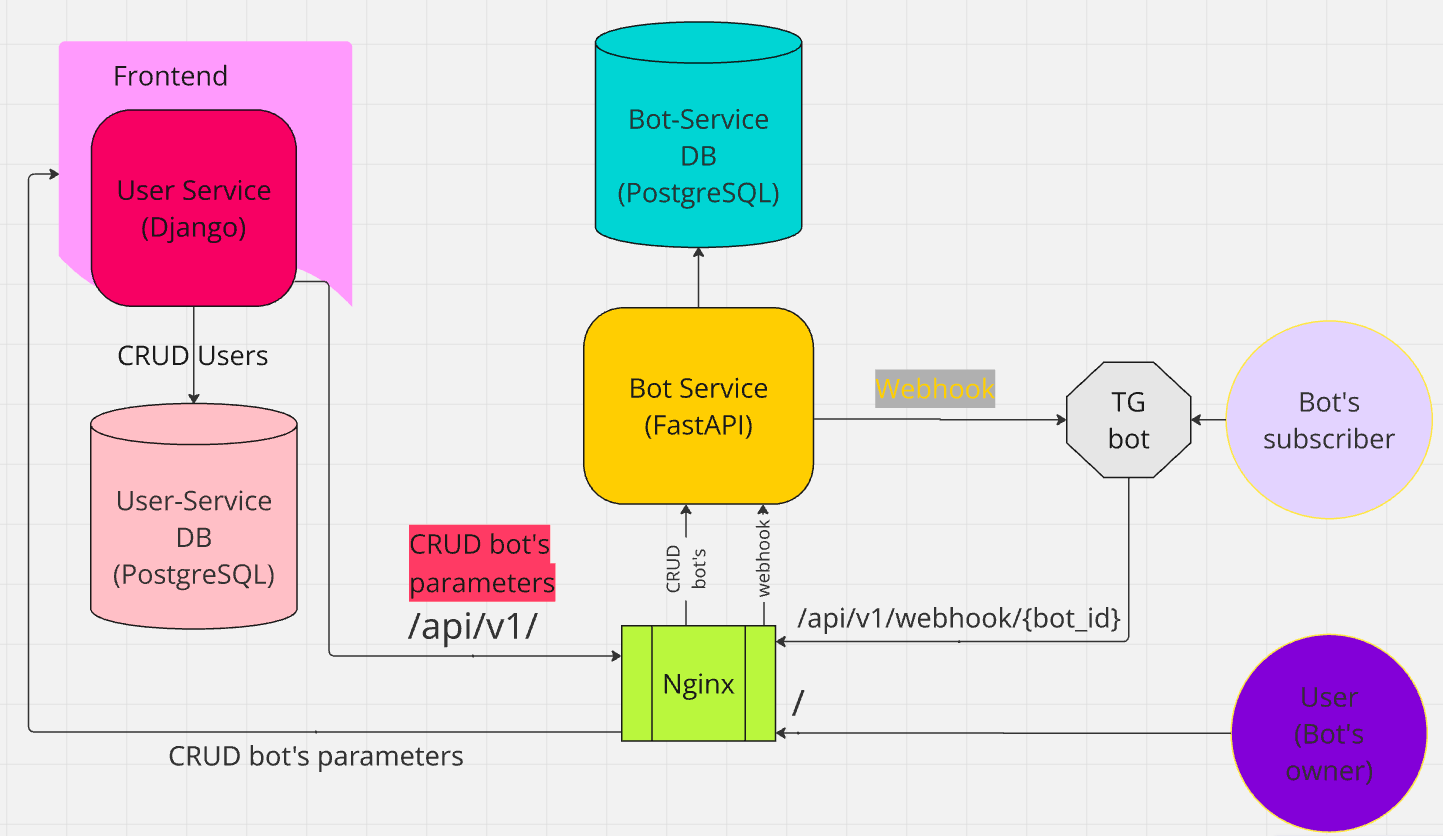 Frontend
User Service
(Django)
CRUD Users
User-Service
DB
(PostgreSQL)
Bot-Service
DB
(PostgreSQL)
Bot Service
(FastAPI)
Webhook
TG
bot
Bot's
subscriber
CRUD bot's
parameters
/api/v1/
CRUD
bot's
webhook
/api/v1/webhook/{bot_id}
Nginx
/
User
(Bot's
owner)
CRUD bot's parameters